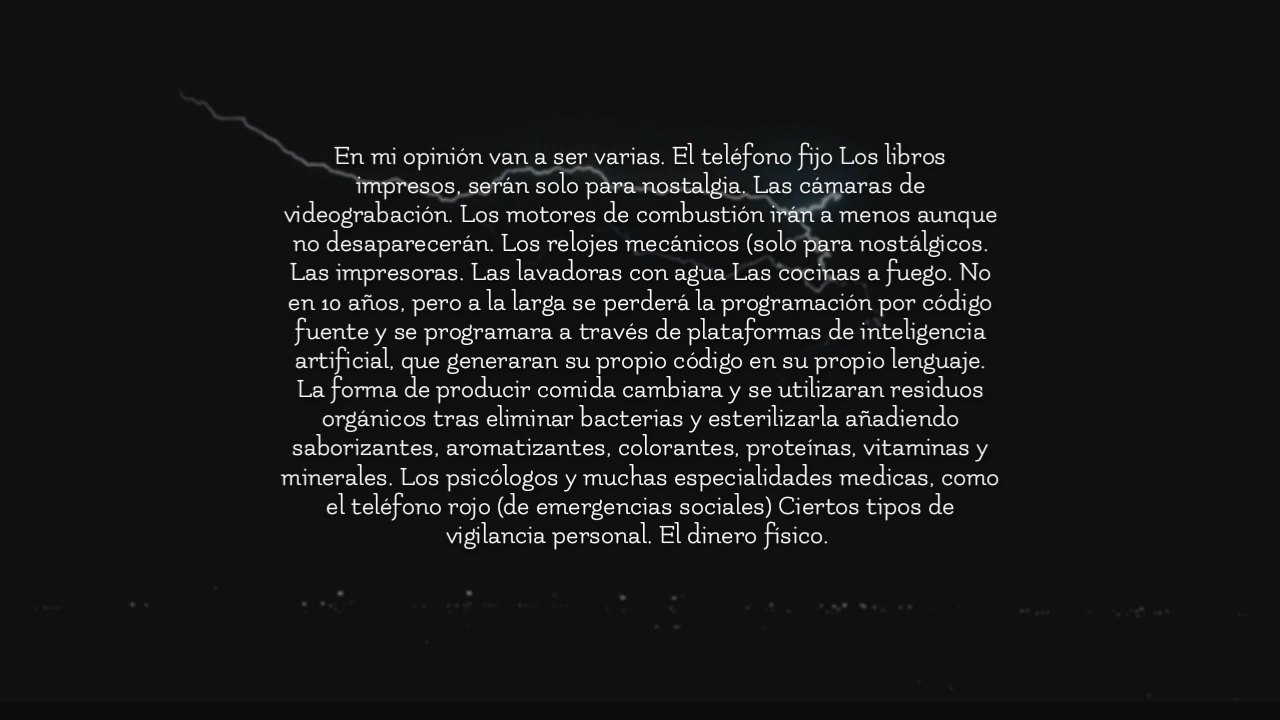 En mi opinión van a ser varias. El teléfono fijo Los libros
impresos, serán solo para nostalgia. Las cámaras de
videograbación. Los motores de combustión irán a menos aunque
no desaparecerán. Los relojes mecánicos (solo para nostálgicos.
Las impresoras. Las lavadoras con agua Las cocinas a fuego. No
en 10 años, pero a la larga se perderá la programación por código
fuente y se programara a través de plataformas de inteligencia
artificial, que generaran su propio código en su propio lenguaje.
La forma de producir comida cambiara y se utilizaran residuos
orgánicos tras eliminar bacterias y esterilizarla añadiendo
saborizantes, aromatizantes, colorantes, proteínas, vitaminas y
minerales. Los psicólogos y muchas especialidades medicas, como
el teléfono rojo (de emergencias sociales) Ciertos tipos de
vigilancia personal. El dinero físico.